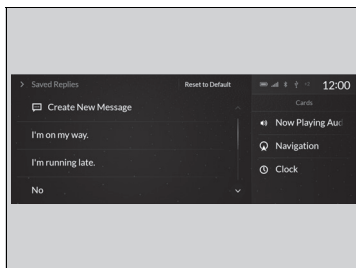 Saved Replies
Reset to Default
12:00
Create New Message
I'm on my way.
I'm running late.
No
Cards
Now Playing Aud
Navigation
Clock